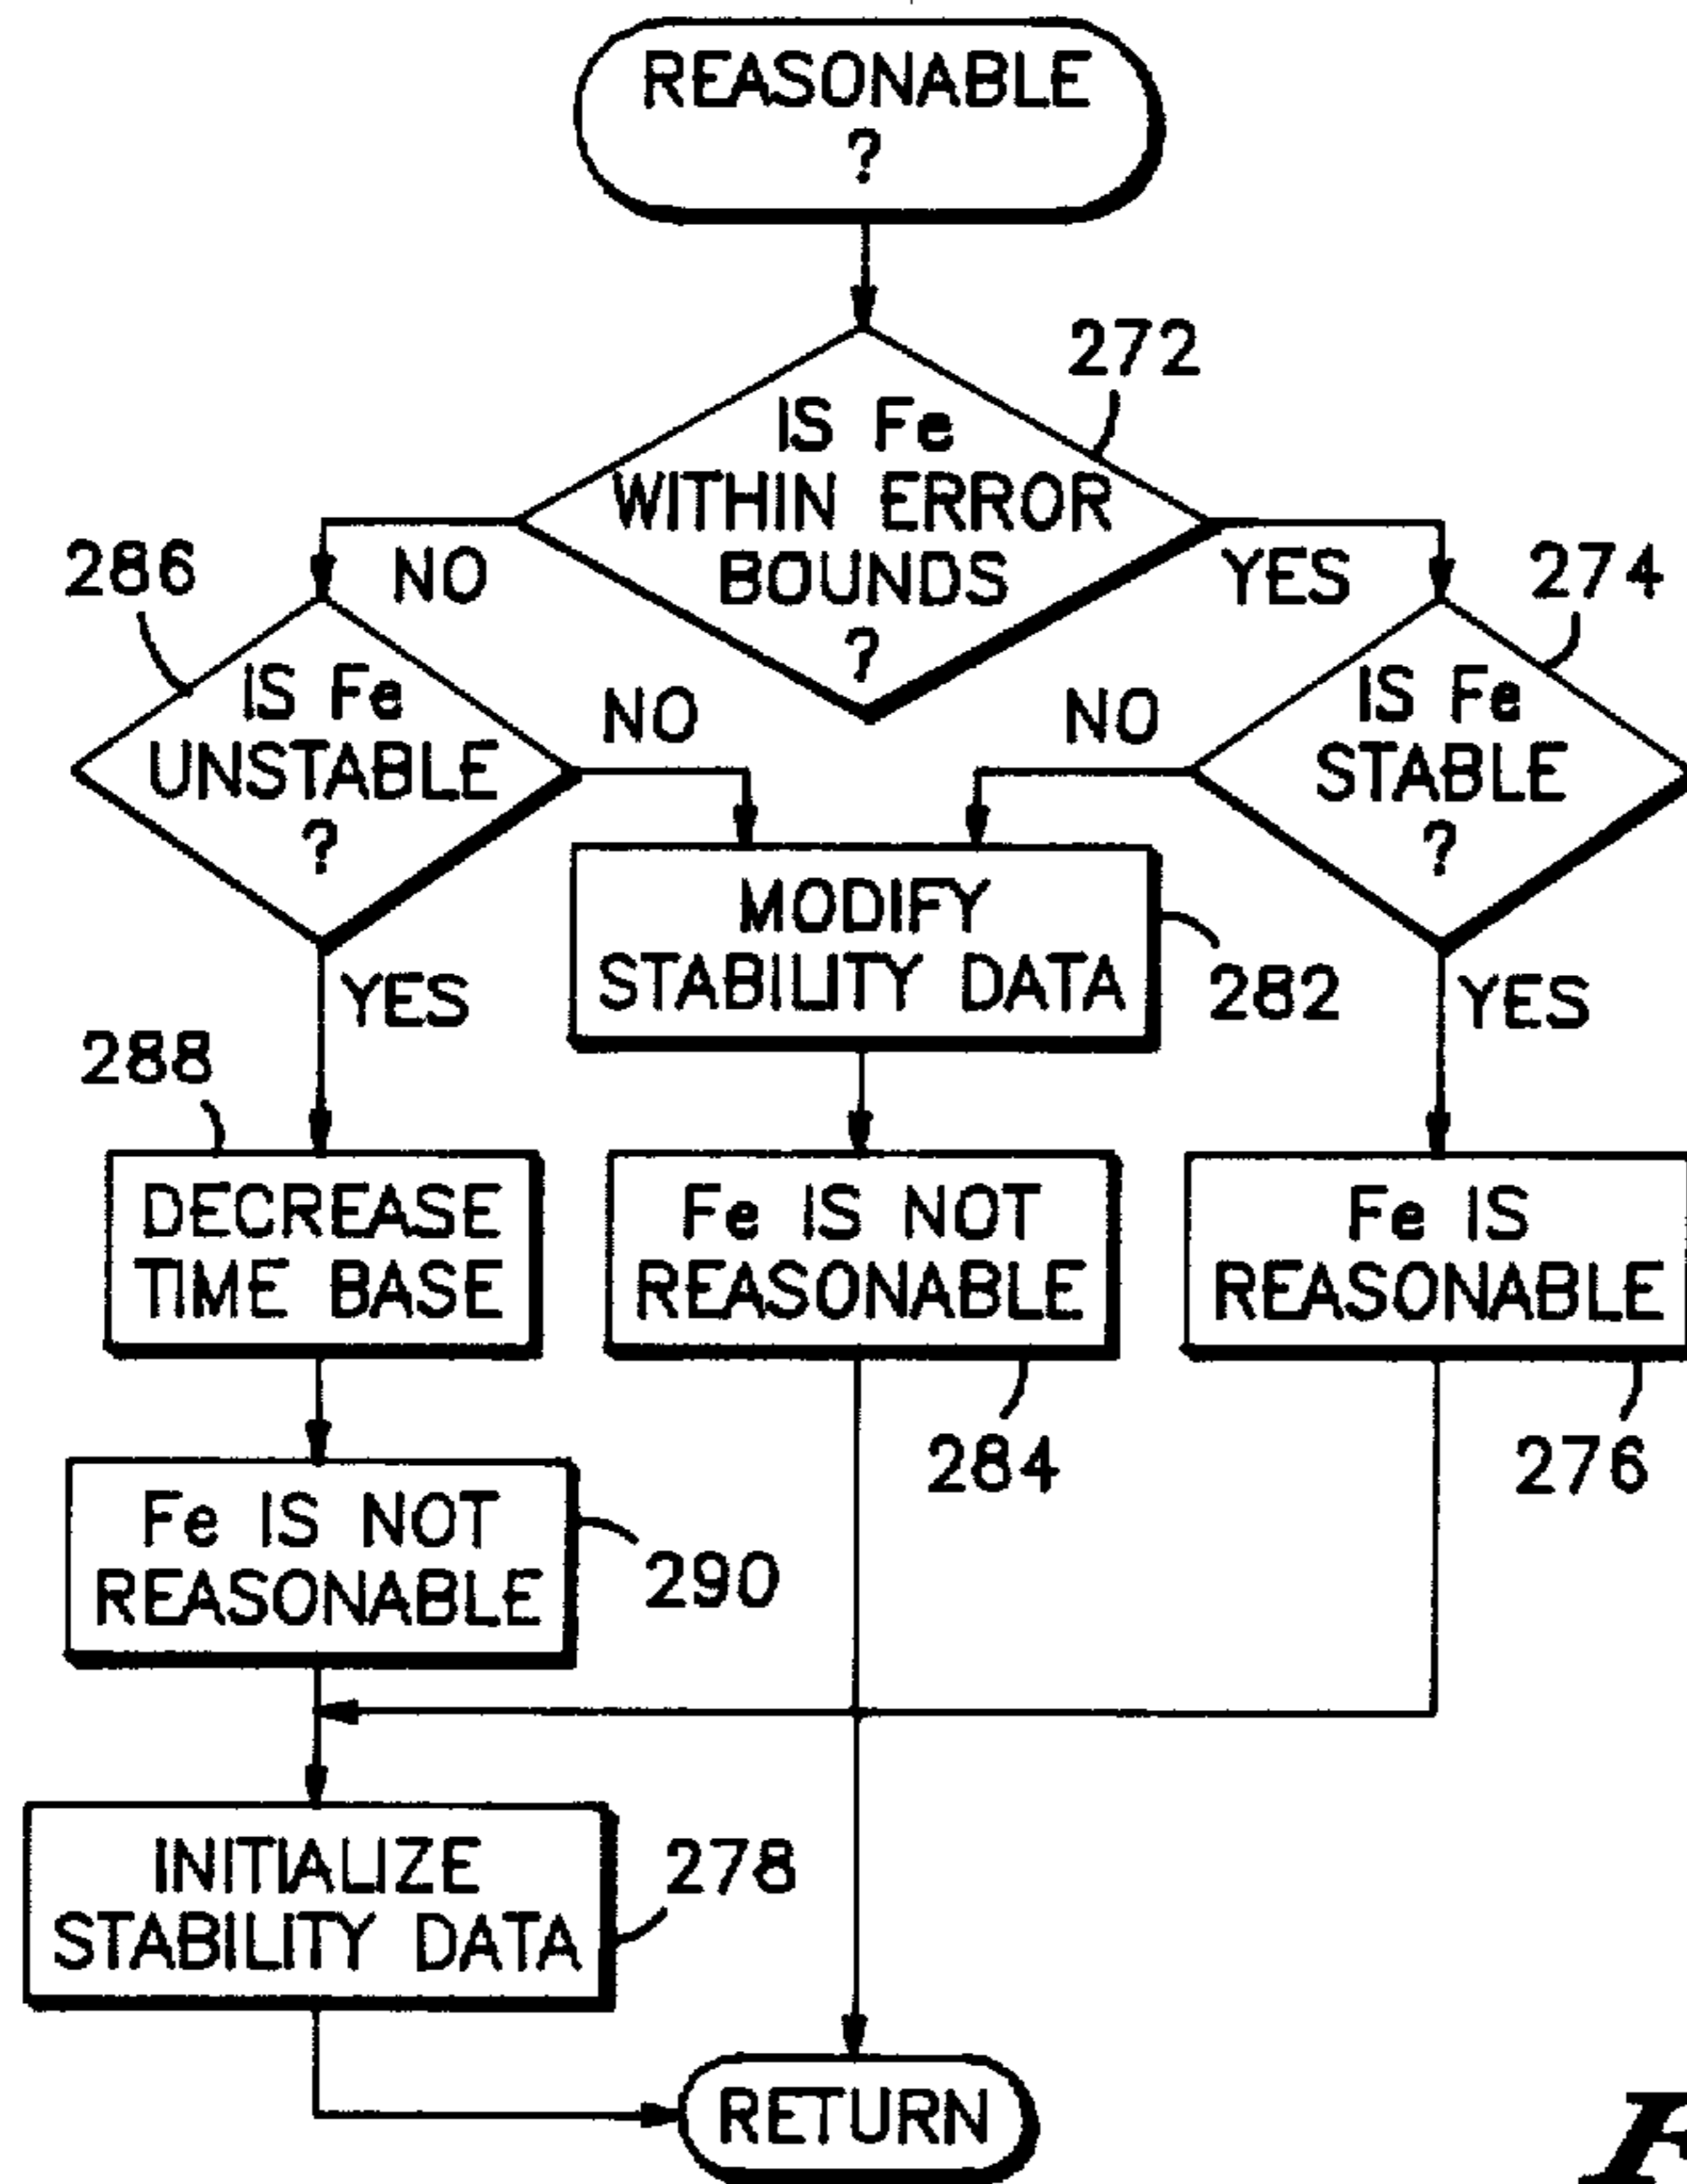 REASONABLE
?
272
IS Fe
WITHIN ERROR
BOUNDS
?
NO
YES
286
274
IS Fe
UNSTABLE
?
NO
NO
IS Fe
STABLE
?
MODIFY
STABILITY DATA
282
YES
YES
288
DECREASE
TIME BASE
Fe IS NOT
REASONABLE
Fe IS
REASONABLE
284
276
Fe IS NOT
REASONABLE
290
INITIALIZE
STABILITY DATA
278
RETURN